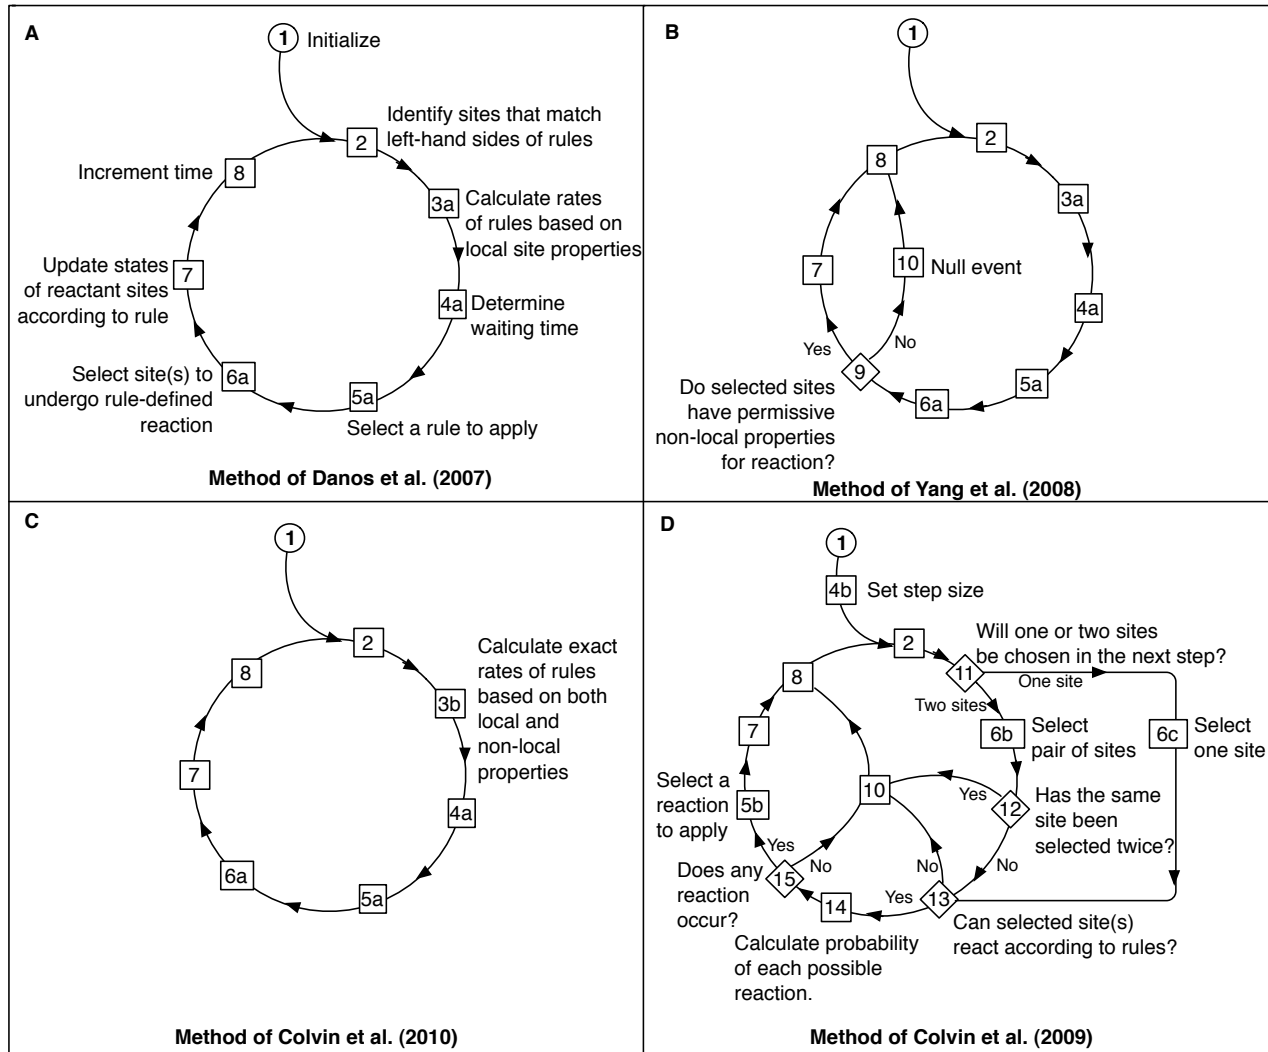 A
1 Initialize
2
Identify sites that match
left-hand sides of rules
3a
Calculate rates
of rules based on
local site properties
4a
Determine
waiting time
5a
Select a rule to apply
6a
Select site(s) to
undergo rule-defined
reaction
7
Update states
of reactant sites
according to rule
8
Increment time
Method of Danos et al. (2007)
B
1
2
3a
4a
5a
6a
9
Do selected sites
have permissive
non-local properties
for reaction?
Yes
No
7
10
Null event
8
Method of Yang et al. (2008)
C
1
2
3b
Calculate exact
rates of rules
based on both
local and
non-local
properties
4a
5a
6a
7
8
Method of Colvin et al. (2010)
D
1
4b
Set step size
2
11
Will one or two sites
be chosen in the next step?
One site
Two sites
6b
Select
pair of sites
6c
Select
one site
12
Has the same
site been
selected twice?
Yes
No
13
Can selected site(s)
react according to rules?
No
Yes
14
Calculate probability
of each possible
reaction.
15
Does any
reaction
occur?
Yes
No
10
5b
Select a
reaction
to apply
7
8
Method of Colvin et al. (2009)